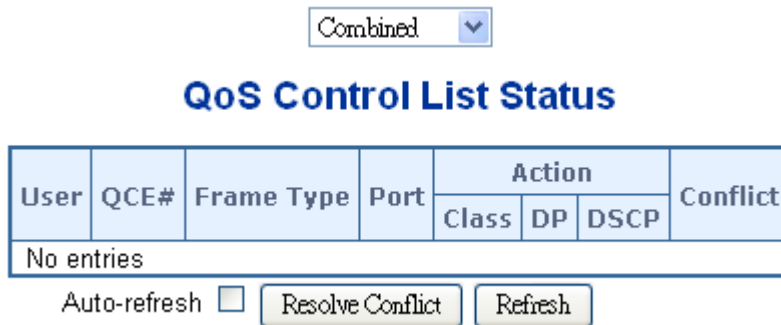 Combined
QoS Control List Status
User QCE# Frame Type Port Action Conflict
Class DP DSCP
No entries
Auto-refresh Resolve Conflict Refresh